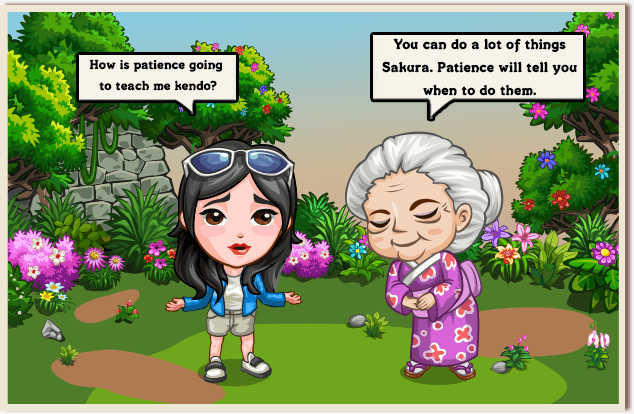 How is patience going
to teach me kendo?
You can do a lot of things
Sakura. Patience will tell you
when to do them.